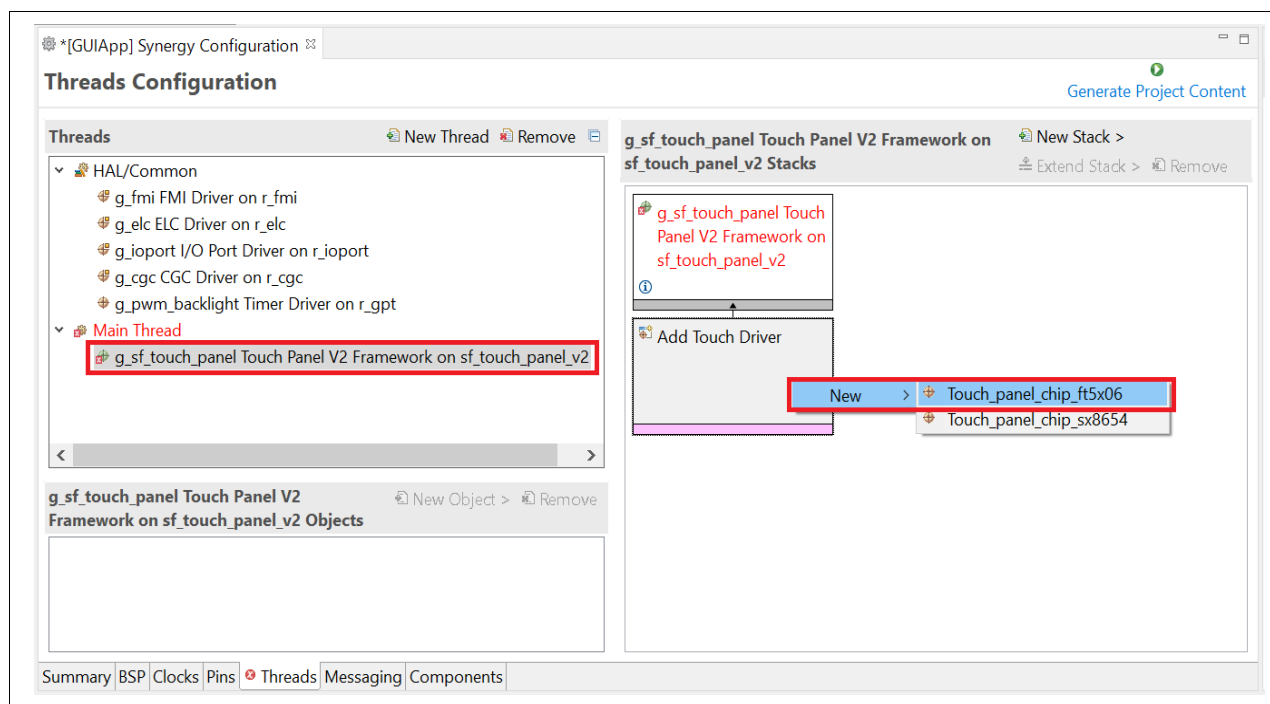 *[GUIApp] Synergy Configuration
Threads Configuration
Generate Project Content
Threads
New Thread
Remove
HAL/Common
g_fmi FMI Driver on r_fmi
g_elc ELC Driver on r_elc
g_ioport I/O Port Driver on r_ioport
g_cgc CGC Driver on r_cgc
g_pwm_backlight Timer Driver on r_gpt
Main Thread
g_sf_touch_panel Touch Panel V2 Framework on sf_touch_panel_v2
g_sf_touch_panel Touch Panel V2
Framework on sf_touch_panel_v2 Objects
New Object >
Remove
g_sf_touch_panel Touch Panel V2 Framework on
sf_touch_panel_v2 Stacks
New Stack >
Extend Stack >
Remove
g_sf_touch_panel Touch
Panel V2 Framework on
sf_touch_panel_v2
Add Touch Driver
New >
Touch_panel_chip_ft5x06
Touch_panel_chip_sx8654
Summary BSP Clocks Pins Threads Messaging Components